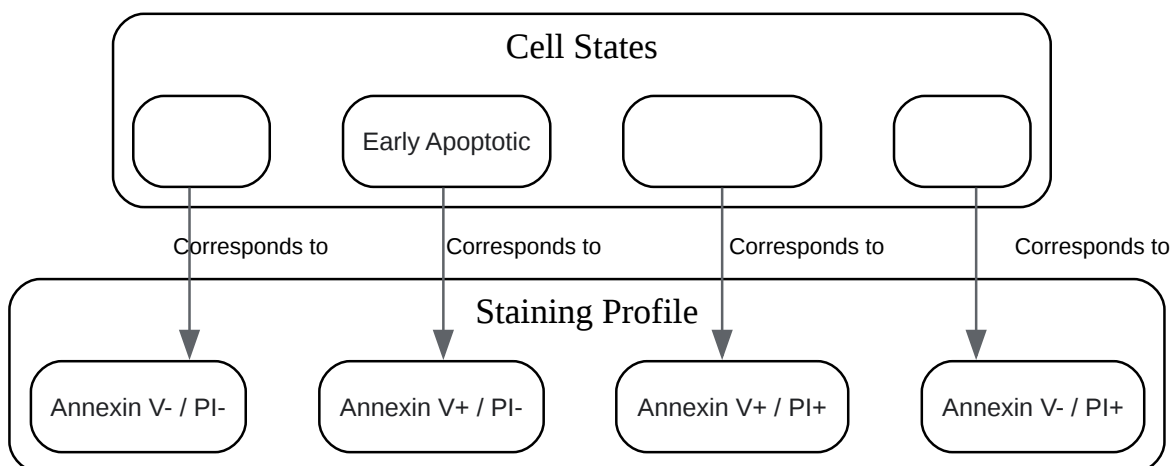 Cell States
Early Apoptotic
Corresponds to
Corresponds to
Corresponds to
Corresponds to
Staining Profile
Annexin V- / PI-
Annexin V+ / PI-
Annexin V+ / PI+
Annexin V- / PI+